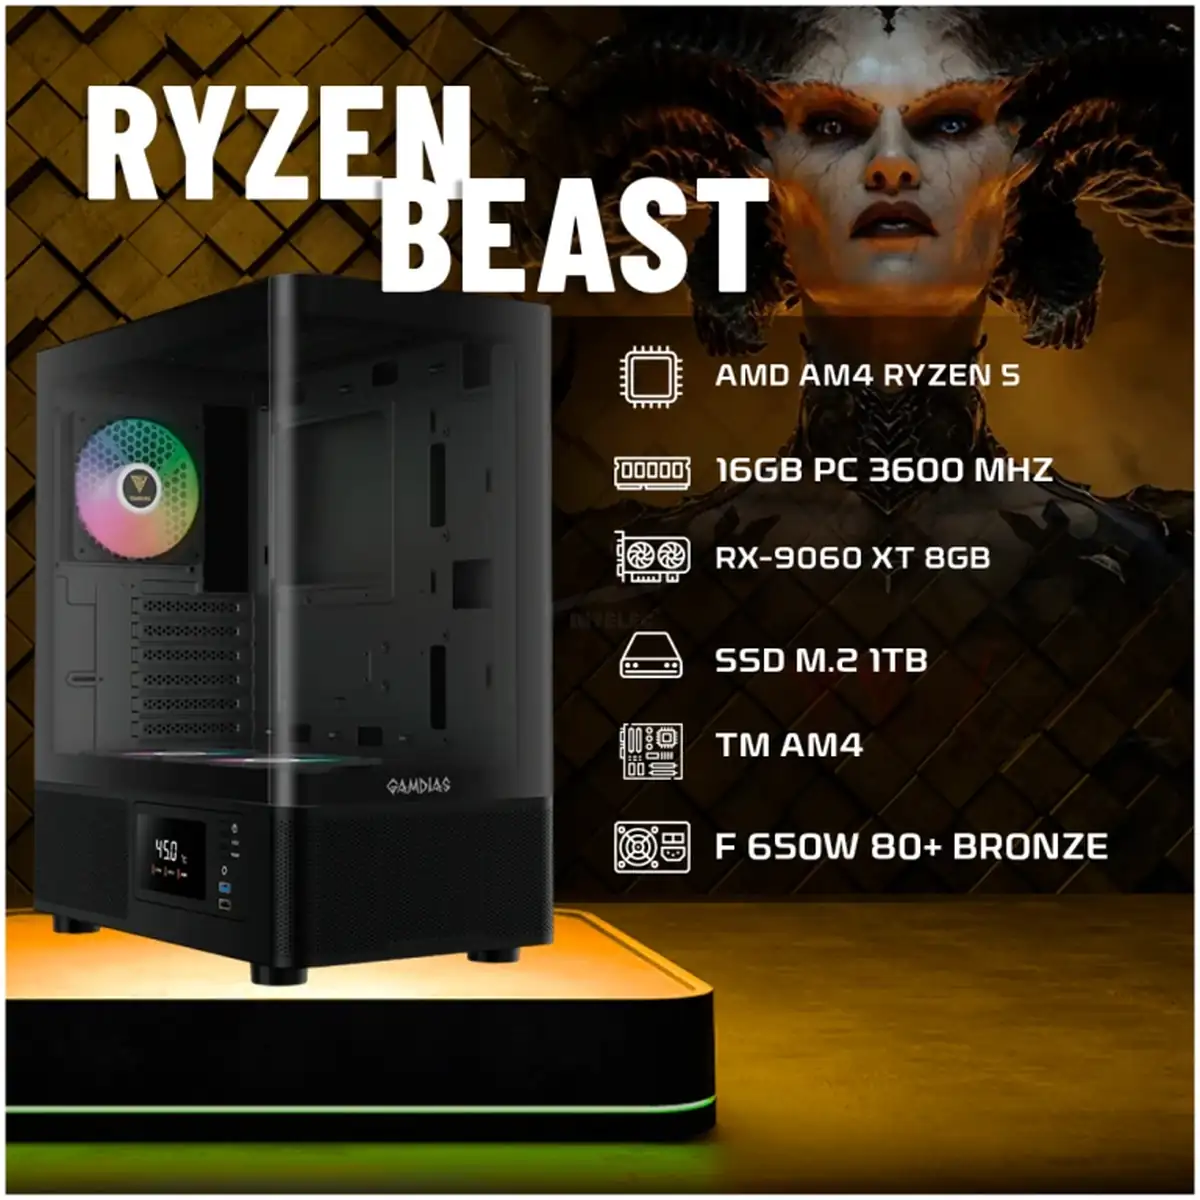 RYZEN
BEAST
AMD AM4 RYZEN 5
16GB PC 3600 MHZ
RX-9060 XT 8GB
SSD M.2 1TB
TM AM4
F 650W 80+ BRONZE
GAMDIAS
45.0 °C